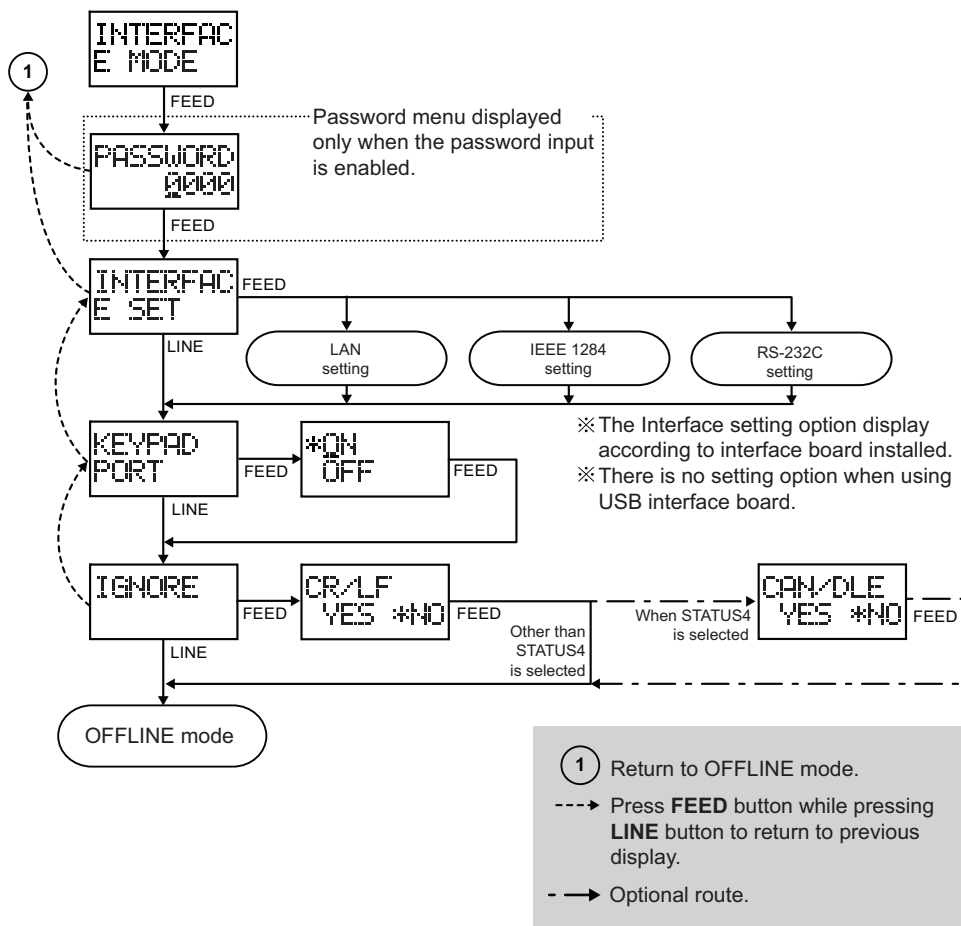 INTERFAC
E MODE
1
FEED
Password menu displayed
only when the password input
is enabled.
PASSWORD
0000
FEED
INTERFAC
E SET
FEED
LINE
LAN
setting
IEEE 1284
setting
RS-232C
setting
※ The Interface setting option display
according to interface board installed.
※ There is no setting option when using
USB interface board.
KEYPAD
PORT
FEED
*ON
OFF
FEED
LINE
IGNORE
FEED
CR/LF
YES *NO
FEED
Other than
STATUS4
is selected
When STATUS4
is selected
CAN/DLE
YES *NO
FEED
LINE
OFFLINE mode
1 Return to OFFLINE mode.
Press FEED button while pressing
LINE button to return to previous
display.
Optional route.